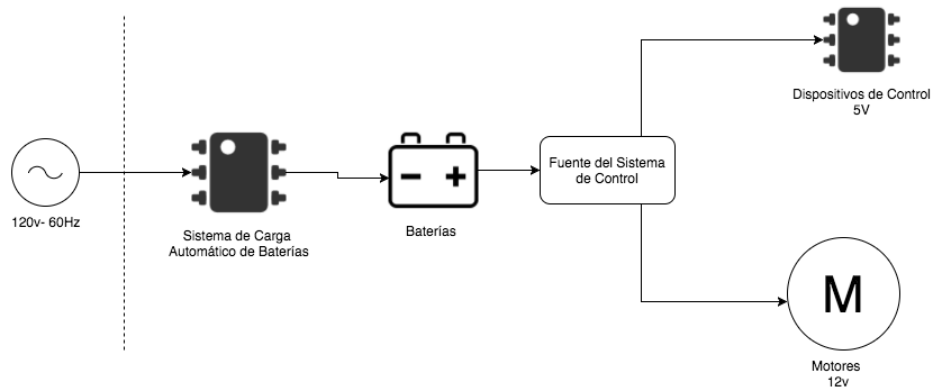 120v- 60Hz
Sistema de Carga
Automático de Baterías
Baterías
Fuente del Sistema
de Control
Dispositivos de Control
5V
M
Motores
12v